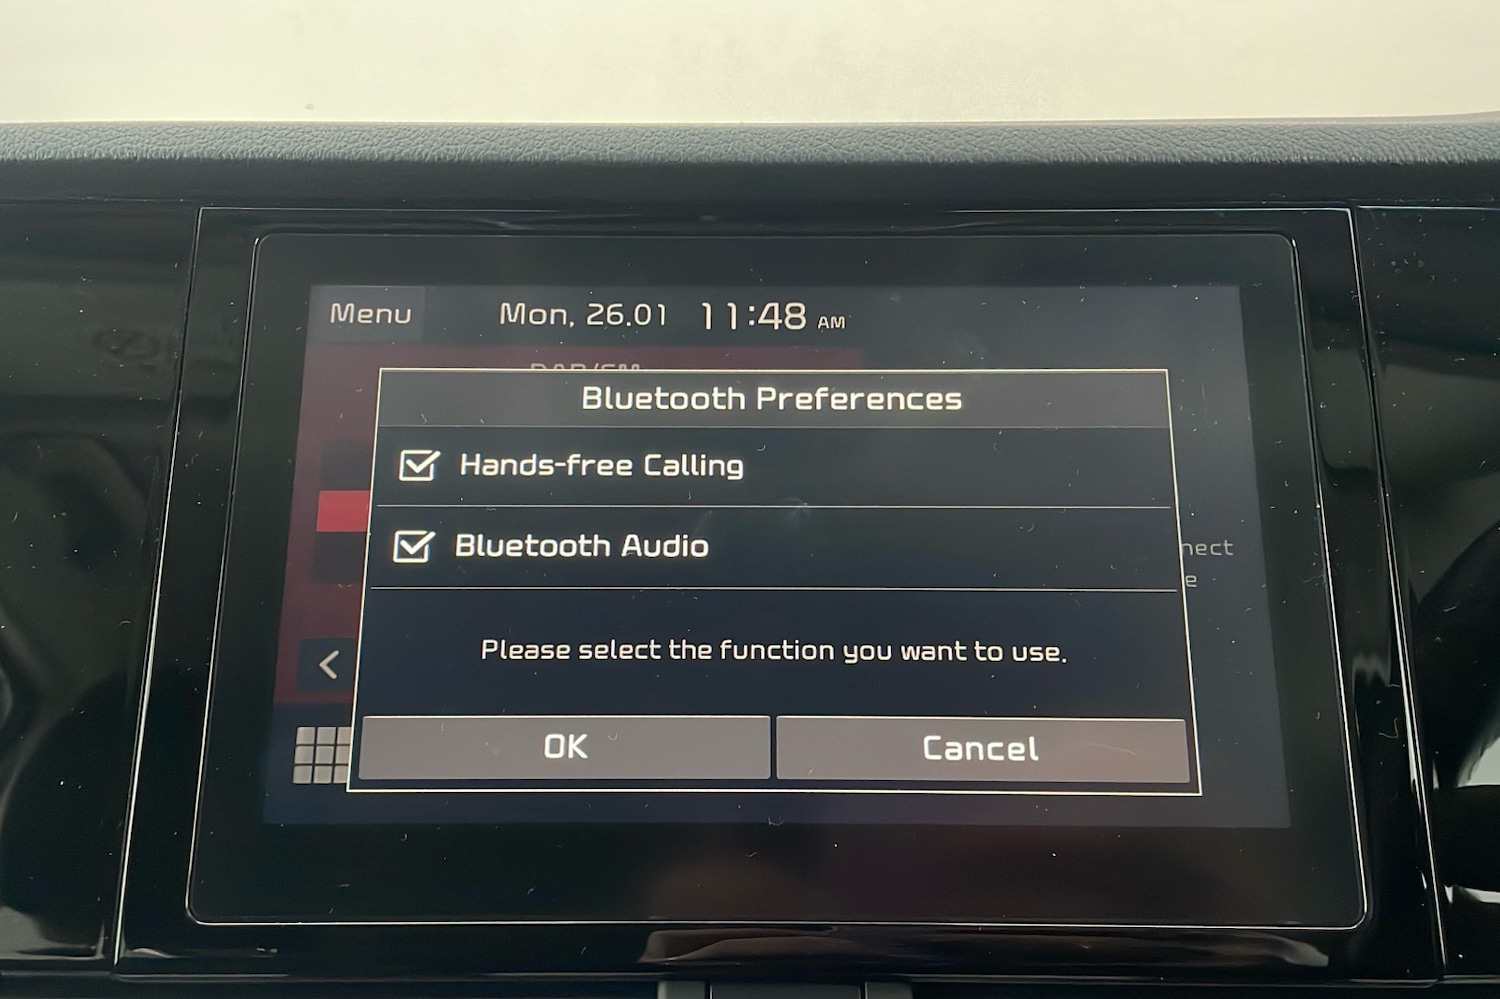 Menu
Mon, 26.01 11:48 AM
Bluetooth Preferences
Hands-free Calling
Bluetooth Audio
Please select the function you want to use.
OK
Cancel